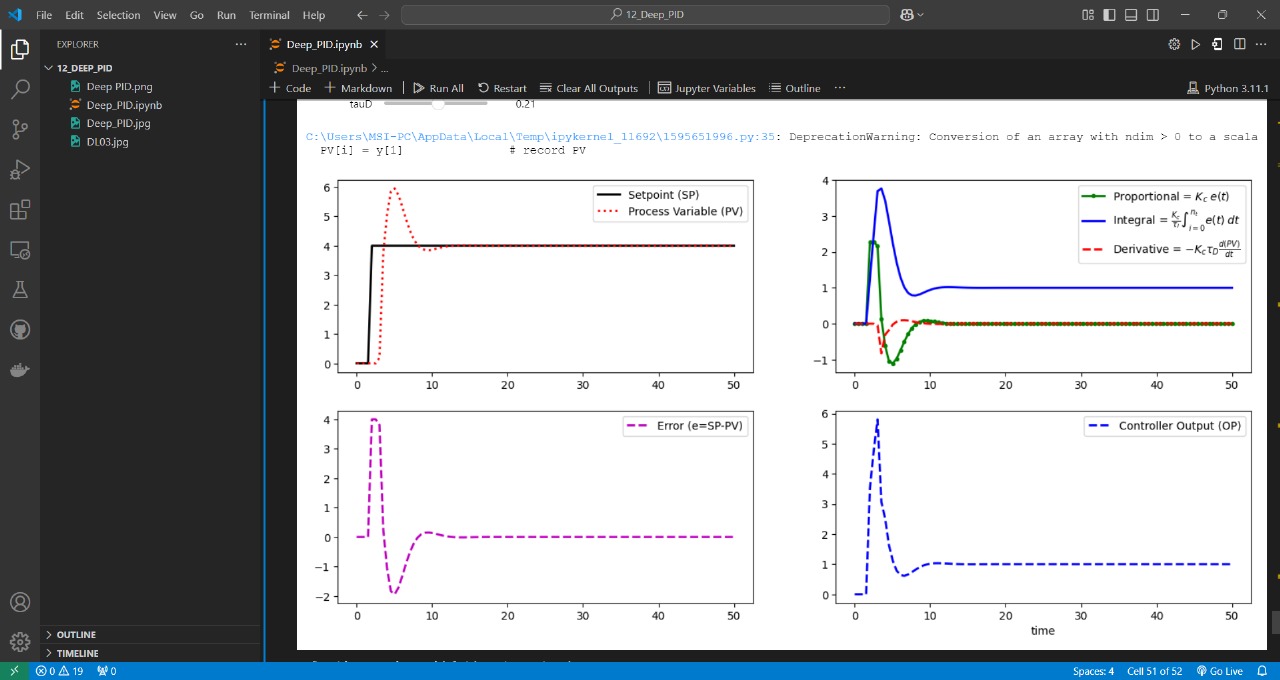 File Edit Selection View Go Run Terminal Help
12_Deep_PID
EXPLORER
12_DEEP_PID
Deep PID.png
Deep_PID.ipynb
Deep_PID.jpg
DL03.jpg
OUTLINE
TIMELINE
Deep_PID.ipynb
Deep_PID.ipynb > ...
+ Code + Markdown Run All Restart Clear All Outputs Jupyter Variables Outline ... Python 3.11.1
tauD 0.21
C:\Users\MSI-PC\AppData\Local\Temp\ipykernel_11692\1595651996.py:35: DeprecationWarning: Conversion of an array with ndim > 0 to a scala
PV[i] = y[1] # record PV
Setpoint (SP)
Process Variable (PV)
6
5
4
3
2
1
0
0 10 20 30 40 50
Proportional = K_c e(t)
Integral = K_c/τ_I ∫_{i=0}^{n_t} e(t) dt
Derivative = −K_c τ_D d(PV)/dt
4
3
2
1
0
−1
0 10 20 30 40 50
Error (e=SP-PV)
4
3
2
1
0
−1
−2
0 10 20 30 40 50
Controller Output (OP)
6
5
4
3
2
1
0
0 10 20 30 40 50
time
0 19 0
Spaces: 4 Cell 51 of 52 Go Live